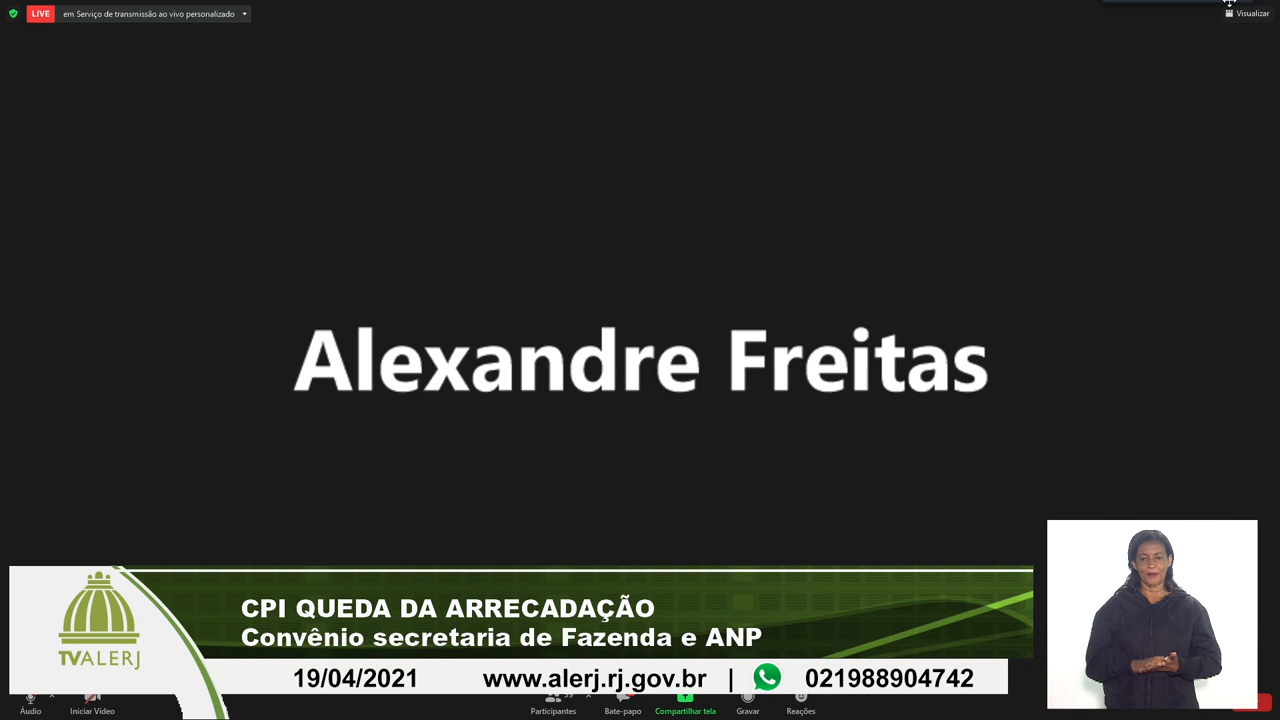 LIVE em Serviço de transmissão ao vivo personalizado
Visualizar
Alexandre Freitas
CPI QUEDA DA ARRECADAÇÃO
Convênio secretaria de Fazenda e ANP
TVALERJ
19/04/2021 www.alerj.rj.gov.br | 021988904742
Áudio Iniciar Vídeo Participantes Bate-papo Compartilhar tela Gravar Reações